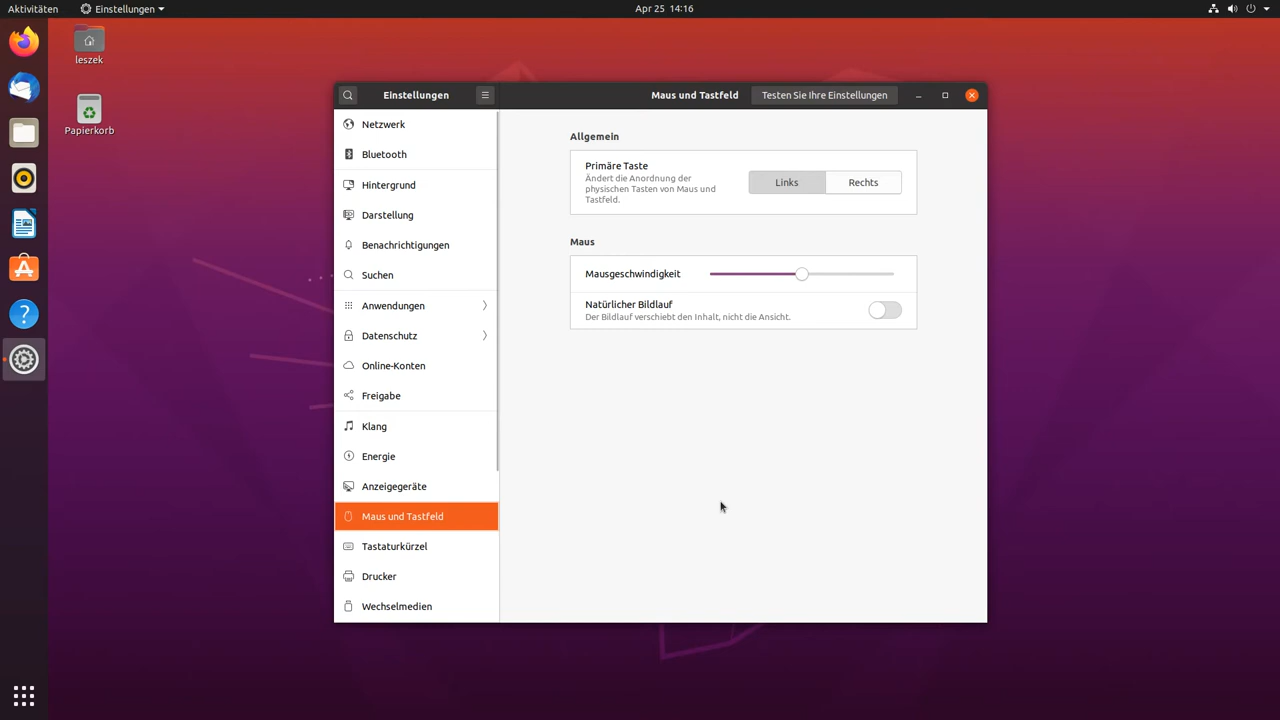 Aktivitäten
Einstellungen
Apr 25 14:16
leszek
Papierkorb
Einstellungen
Maus und Tastfeld
Testen Sie Ihre Einstellungen
Netzwerk
Bluetooth
Hintergrund
Darstellung
Benachrichtigungen
Suchen
Anwendungen
Datenschutz
Online-Konten
Freigabe
Klang
Energie
Anzeigegeräte
Maus und Tastfeld
Tastaturkürzel
Drucker
Wechselmedien
Allgemein
Primäre Taste
Ändert die Anordnung der
physischen Tasten von Maus und
Tastfeld.
Links
Rechts
Maus
Mausgeschwindigkeit
Natürlicher Bildlauf
Der Bildlauf verschiebt den Inhalt, nicht die Ansicht.